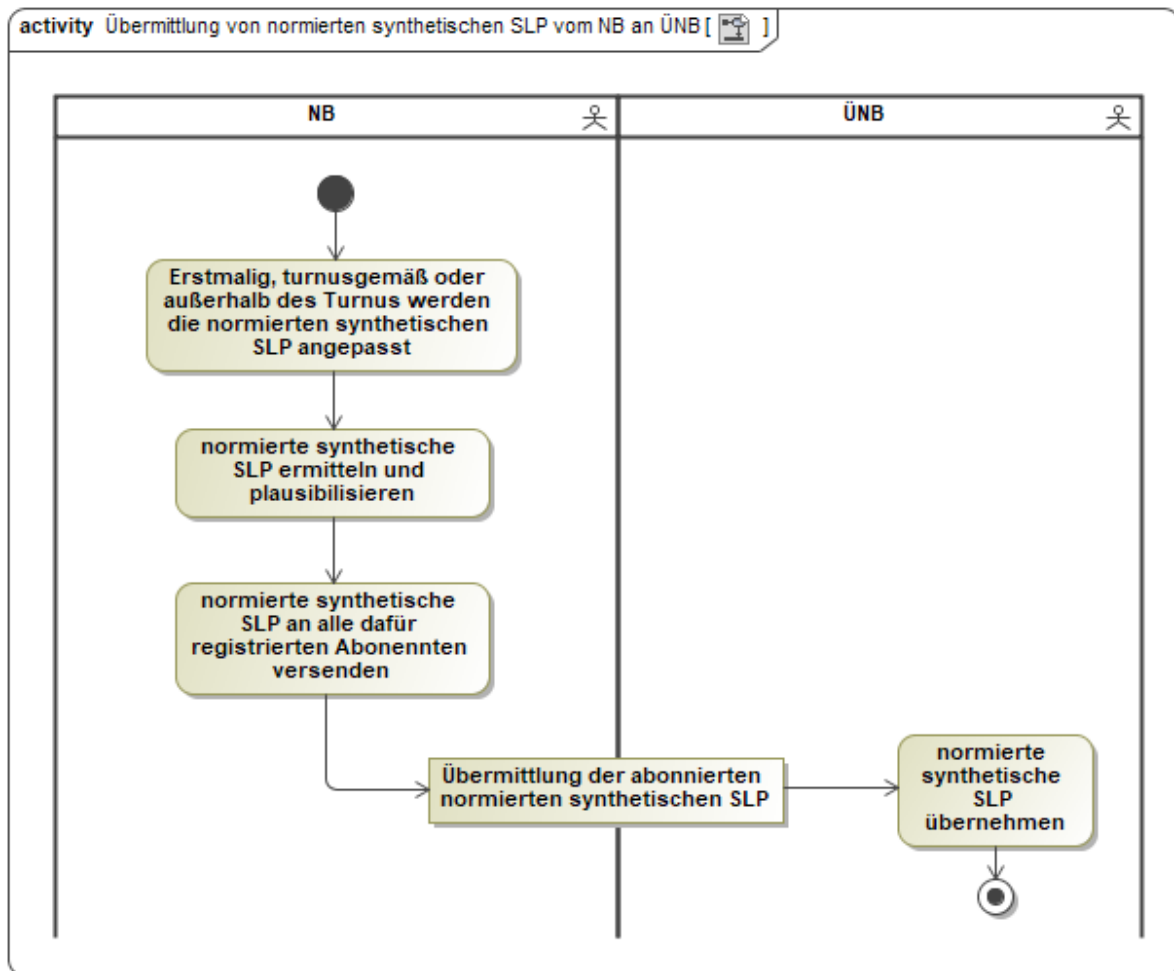 activity Übermittlung von normierten synthetischen SLP vom NB an ÜNB [ ]
NB
ÜNB
Erstmalig, turnusgemäß oder
außerhalb des Turnus werden
die normierten synthetischen
SLP angepasst
normierte synthetische
SLP ermitteln und
plausibilisieren
normierte synthetische
SLP an alle dafür
registrierten Abonennten
versenden
Übermittlung der abonnierten
normierten synthetischen SLP
normierte
synthetische
SLP
übernehmen